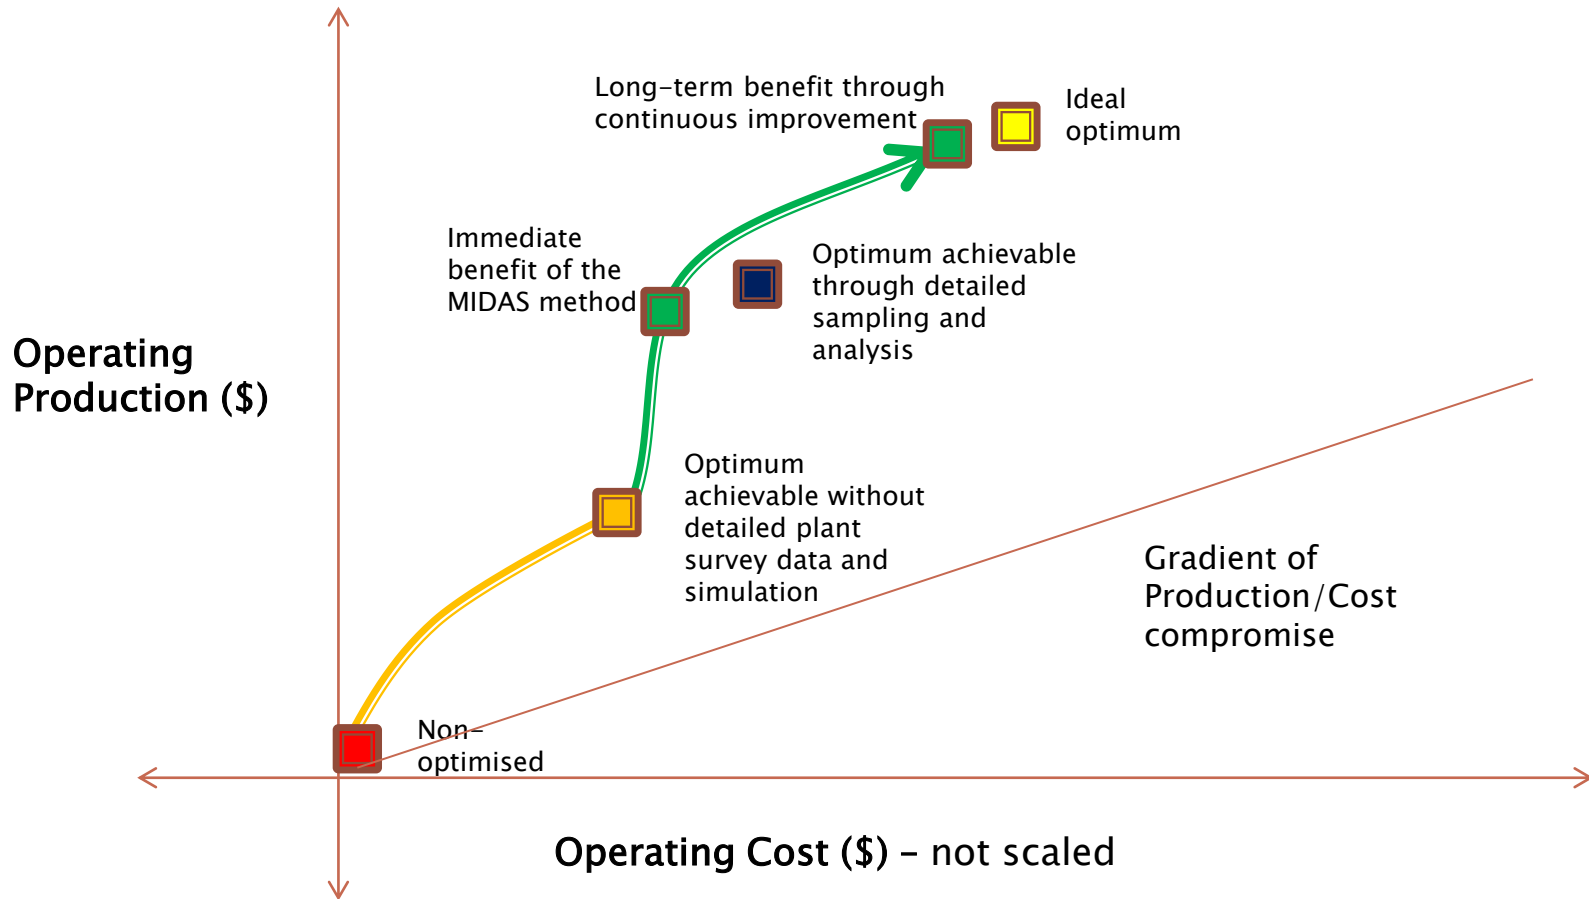 Long-term benefit through
continuous improvement
Ideal
optimum
Immediate
benefit of the
MIDAS method
Optimum achievable
through detailed
sampling and
analysis
Operating
Production ($)
Optimum
achievable without
detailed plant
survey data and
simulation
Gradient of
Production/Cost
compromise
Non-
optimised
Operating Cost ($) – not scaled